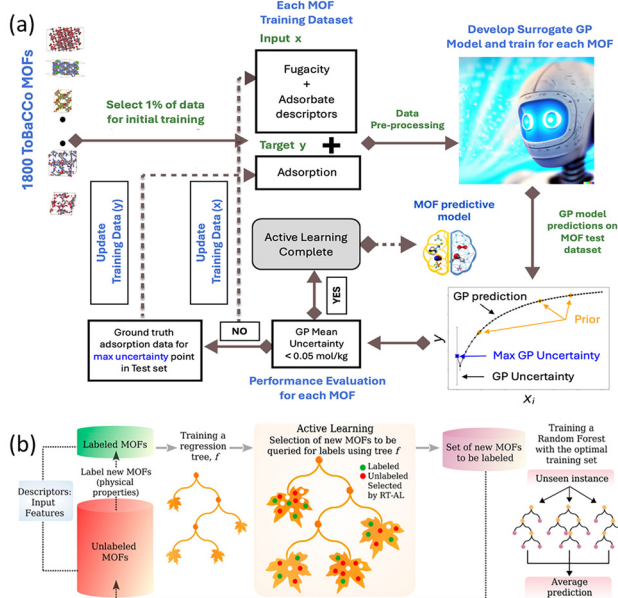 (a)
1800 ToBaCCo MOFs
Select 1% of data
for initial training
Each MOF
Training Dataset
Input x
Fugacity
+
Adsorbate
descriptors
Target y
+
Adsorption
Data
Pre-processing
Develop Surrogate GP
Model and train for each MOF
Update
Training Data (y)
Update
Training Data (x)
Active Learning
Complete
MOF predictive
model
GP model
predictions on
MOF test
dataset
YES
NO
Ground truth
adsorption data for
max uncertainty point
in Test set
GP Mean
Uncertainty
< 0.05 mol/kg
Performance Evaluation
for each MOF
GP prediction
Prior
Max GP Uncertainty
GP Uncertainty
y
Xi
(b)
Labeled MOFs
Label new MOFs
(physical
properties)
Descriptors:
Input
Features
Unlabeled
MOFs
Training a
regression
tree, f
Active Learning
Selection of new MOFs to be
queried for labels using tree f
Labeled
Unlabeled
Selected
by RT-AL
Set of new MOFs
to be labeled
Training a
Random Forest
with the optimal
training set
Unseen instance
Average
prediction